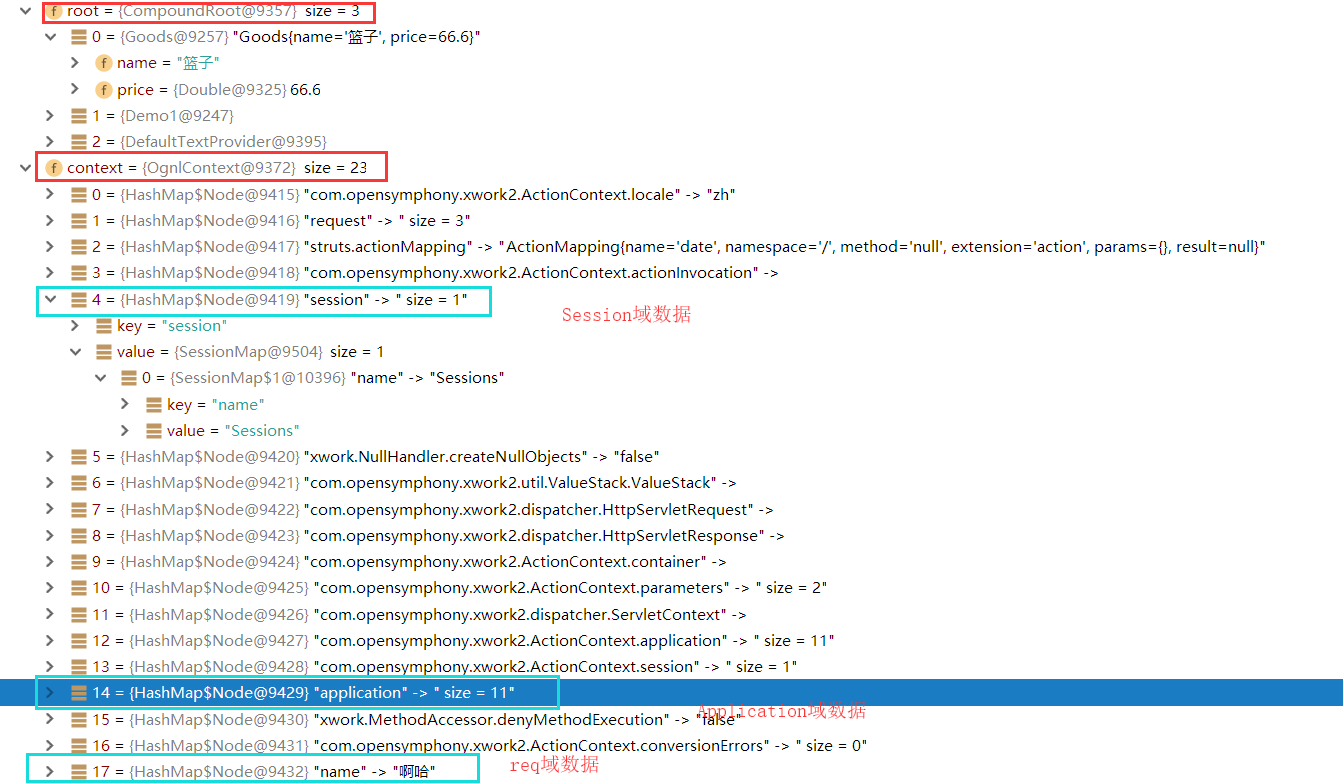 root = {CompoundRoot@9357} size = 3
0 = {Goods@9257} "Goods{name='篮子', price=66.6}"
name = "篮子"
price = {Double@9325} 66.6
1 = {Demo1@9247}
2 = {DefaultTextProvider@9395}
context = {OgnlContext@9372} size = 23
0 = {HashMap$Node@9415} "com.opensymphony.xwork2.ActionContext.locale" -> "zh"
1 = {HashMap$Node@9416} "request" -> " size = 3"
2 = {HashMap$Node@9417} "struts.actionMapping" -> "ActionMapping{name='date', namespace='/', method='null', extension='action', params={}, result=null}"
3 = {HashMap$Node@9418} "com.opensymphony.xwork2.ActionContext.actionInvocation" ->
4 = {HashMap$Node@9419} "session" -> " size = 1"
Session域数据
key = "session"
value = {SessionMap@9504} size = 1
0 = {SessionMap$1@10396} "name" -> "Sessions"
key = "name"
value = "Sessions"
5 = {HashMap$Node@9420} "xwork.NullHandler.createNullObjects" -> "false"
6 = {HashMap$Node@9421} "com.opensymphony.xwork2.util.ValueStack.ValueStack" ->
7 = {HashMap$Node@9422} "com.opensymphony.xwork2.dispatcher.HttpServletRequest" ->
8 = {HashMap$Node@9423} "com.opensymphony.xwork2.dispatcher.HttpServletResponse" ->
9 = {HashMap$Node@9424} "com.opensymphony.xwork2.ActionContext.container" ->
10 = {HashMap$Node@9425} "com.opensymphony.xwork2.ActionContext.parameters" -> " size = 2"
11 = {HashMap$Node@9426} "com.opensymphony.xwork2.dispatcher.ServletContext" ->
12 = {HashMap$Node@9427} "com.opensymphony.xwork2.ActionContext.application" -> " size = 11"
13 = {HashMap$Node@9428} "com.opensymphony.xwork2.ActionContext.session" -> " size = 1"
14 = {HashMap$Node@9429} "application" -> " size = 11"
Application域数据
15 = {HashMap$Node@9430} "xwork.MethodAccessor.denyMethodExecution" -> "false"
16 = {HashMap$Node@9431} "com.opensymphony.xwork2.ActionContext.conversionErrors" -> " size = 0"
17 = {HashMap$Node@9432} "name" -> "啊哈"
req域数据